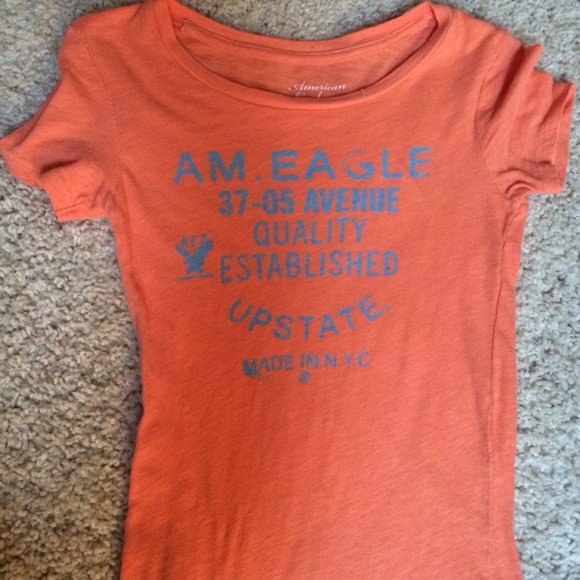 American
AM.EAGLE
37-05 AVENUE
QUALITY
ESTABLISHED
UPSTATE.
MADE IN N.Y.C